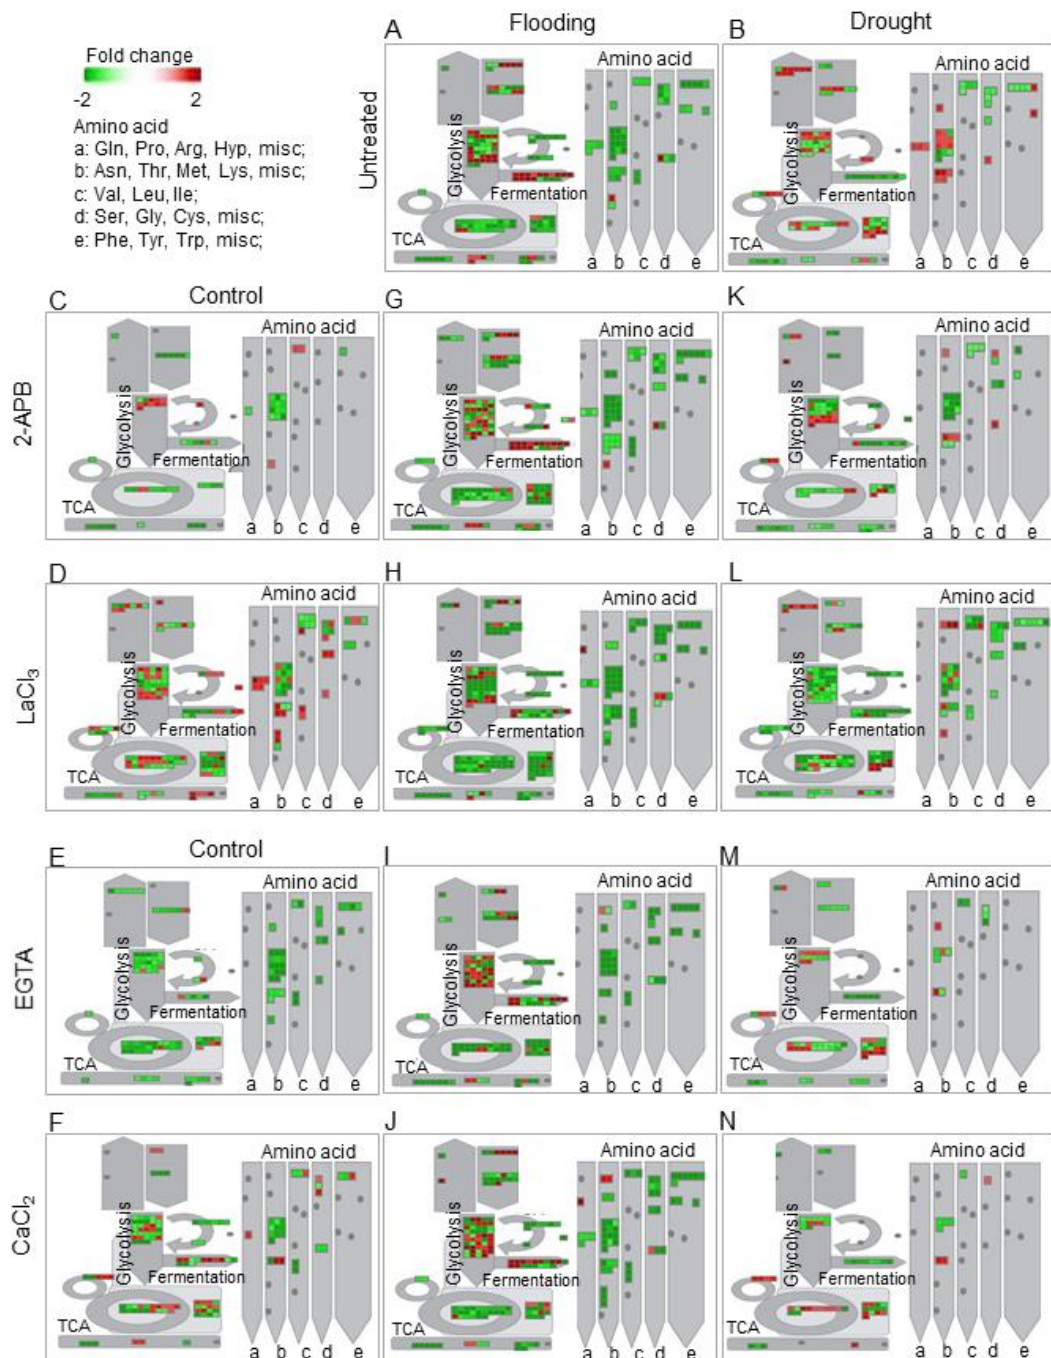 Flooding
Drought
Fold change
-2 2
Amino acid
a: Gln, Pro, Arg, Hyp, misc;
b: Asn, Thr, Met, Lys, misc;
c: Val, Leu, Ile;
d: Ser, Gly, Cys, misc;
e: Phe, Tyr, Trp, misc;
Untreated
A
Amino acid
Glycolysis
Fermentation
TCA
a b c d e
B
Amino acid
Glycolysis
Fermentation
TCA
a b c d e
Control
2-APB
C
Amino acid
Glycolysis
Fermentation
TCA
a b c d e
G
Amino acid
Glycolysis
Fermentation
TCA
a b c d e
K
Amino acid
Glycolysis
Fermentation
TCA
a b c d e
LaCl₃
D
Amino acid
Glycolysis
Fermentation
TCA
a b c d e
H
Amino acid
Glycolysis
Fermentation
TCA
a b c d e
L
Amino acid
Glycolysis
Fermentation
TCA
a b c d e
Control
EGTA
E
Amino acid
Glycolysis
Fermentation
TCA
a b c d e
I
Amino acid
Glycolysis
Fermentation
TCA
a b c d e
M
Amino acid
Glycolysis
Fermentation
TCA
a b c d e
CaCl₂
F
Amino acid
Glycolysis
Fermentation
TCA
a b c d e
J
Amino acid
Glycolysis
Fermentation
TCA
a b c d e
N
Amino acid
Glycolysis
Fermentation
TCA
a b c d e